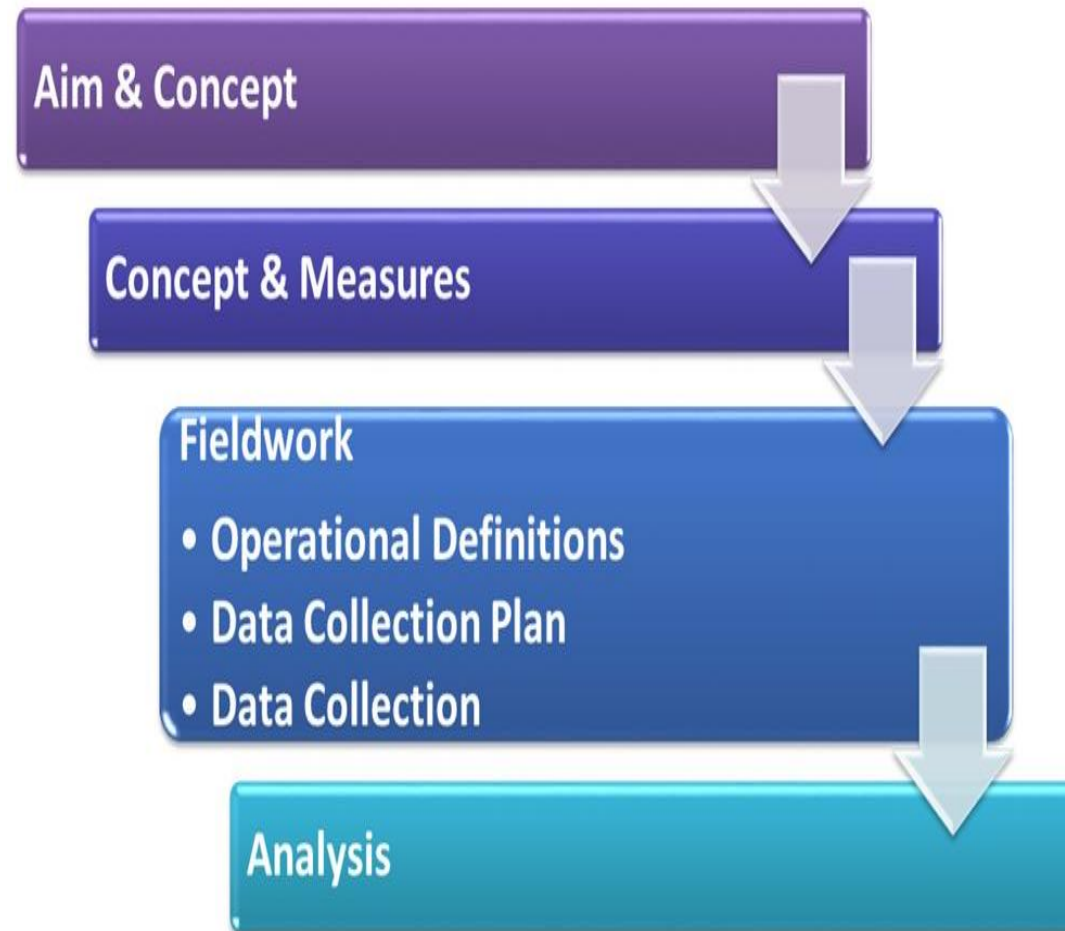 Aim & Concept
Concept & Measures
Fieldwork
• Operational Definitions
• Data Collection Plan
• Data Collection
Analysis